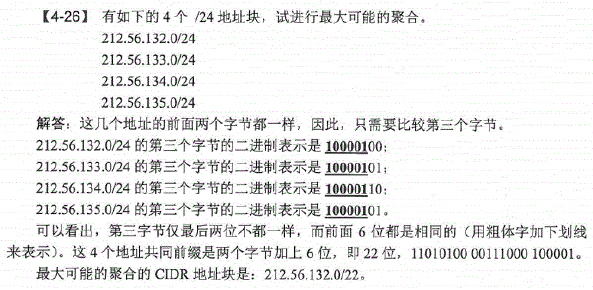 【4-26】 有如下的 4 个 /24 地址块，试进行最大可能的聚合。
212.56.132.0/24
212.56.133.0/24
212.56.134.0/24
212.56.135.0/24
解答：这几个地址的前面两个字节都一样，因此，只需要比较第三个字节。
212.56.132.0/24 的第三个字节的二进制表示是 10000100；
212.56.133.0/24 的第三个字节的二进制表示是 10000101；
212.56.134.0/24 的第三个字节的二进制表示是 10000110；
212.56.135.0/24 的第三个字节的二进制表示是 10000101。
可以看出，第三字节仅最后两位不都一样，而前面 6 位都是相同的（用粗体字加下划线
来表示）。这 4 个地址共同前缀是两个字节加上 6 位，即 22 位，11010100 00111000 100001。
最大可能的聚合的 CIDR 地址块是：212.56.132.0/22。